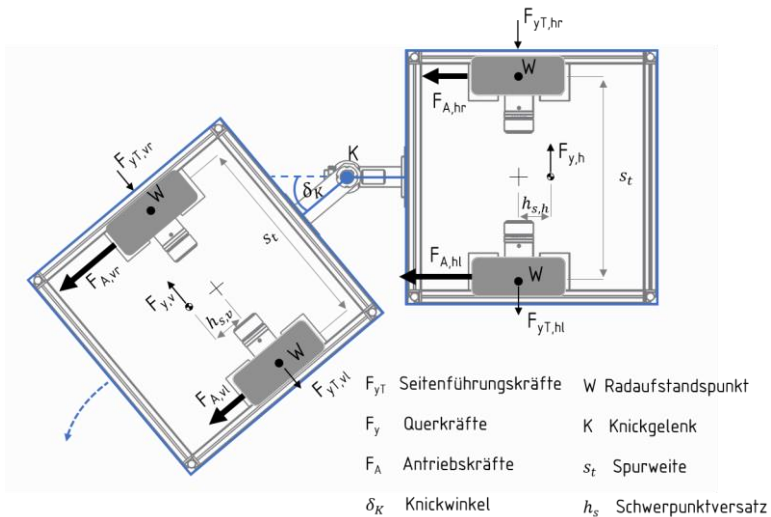 F_yT,hr
W
F_A,hr
K
F_yT,vr
F_y,h
δ_K
s_t
W
s_t
h_s,h
F_A,vr
F_y,v
F_A,hl
W
h_s,v
F_yT,hl
W
F_A,vl
F_yT,vl
F_yT Seitenführungskräfte W Radaufstandspunkt
F_y Querkräfte K Knickgelenk
F_A Antriebskräfte s_t Spurweite
δ_K Knickwinkel h_s Schwerpunktversatz